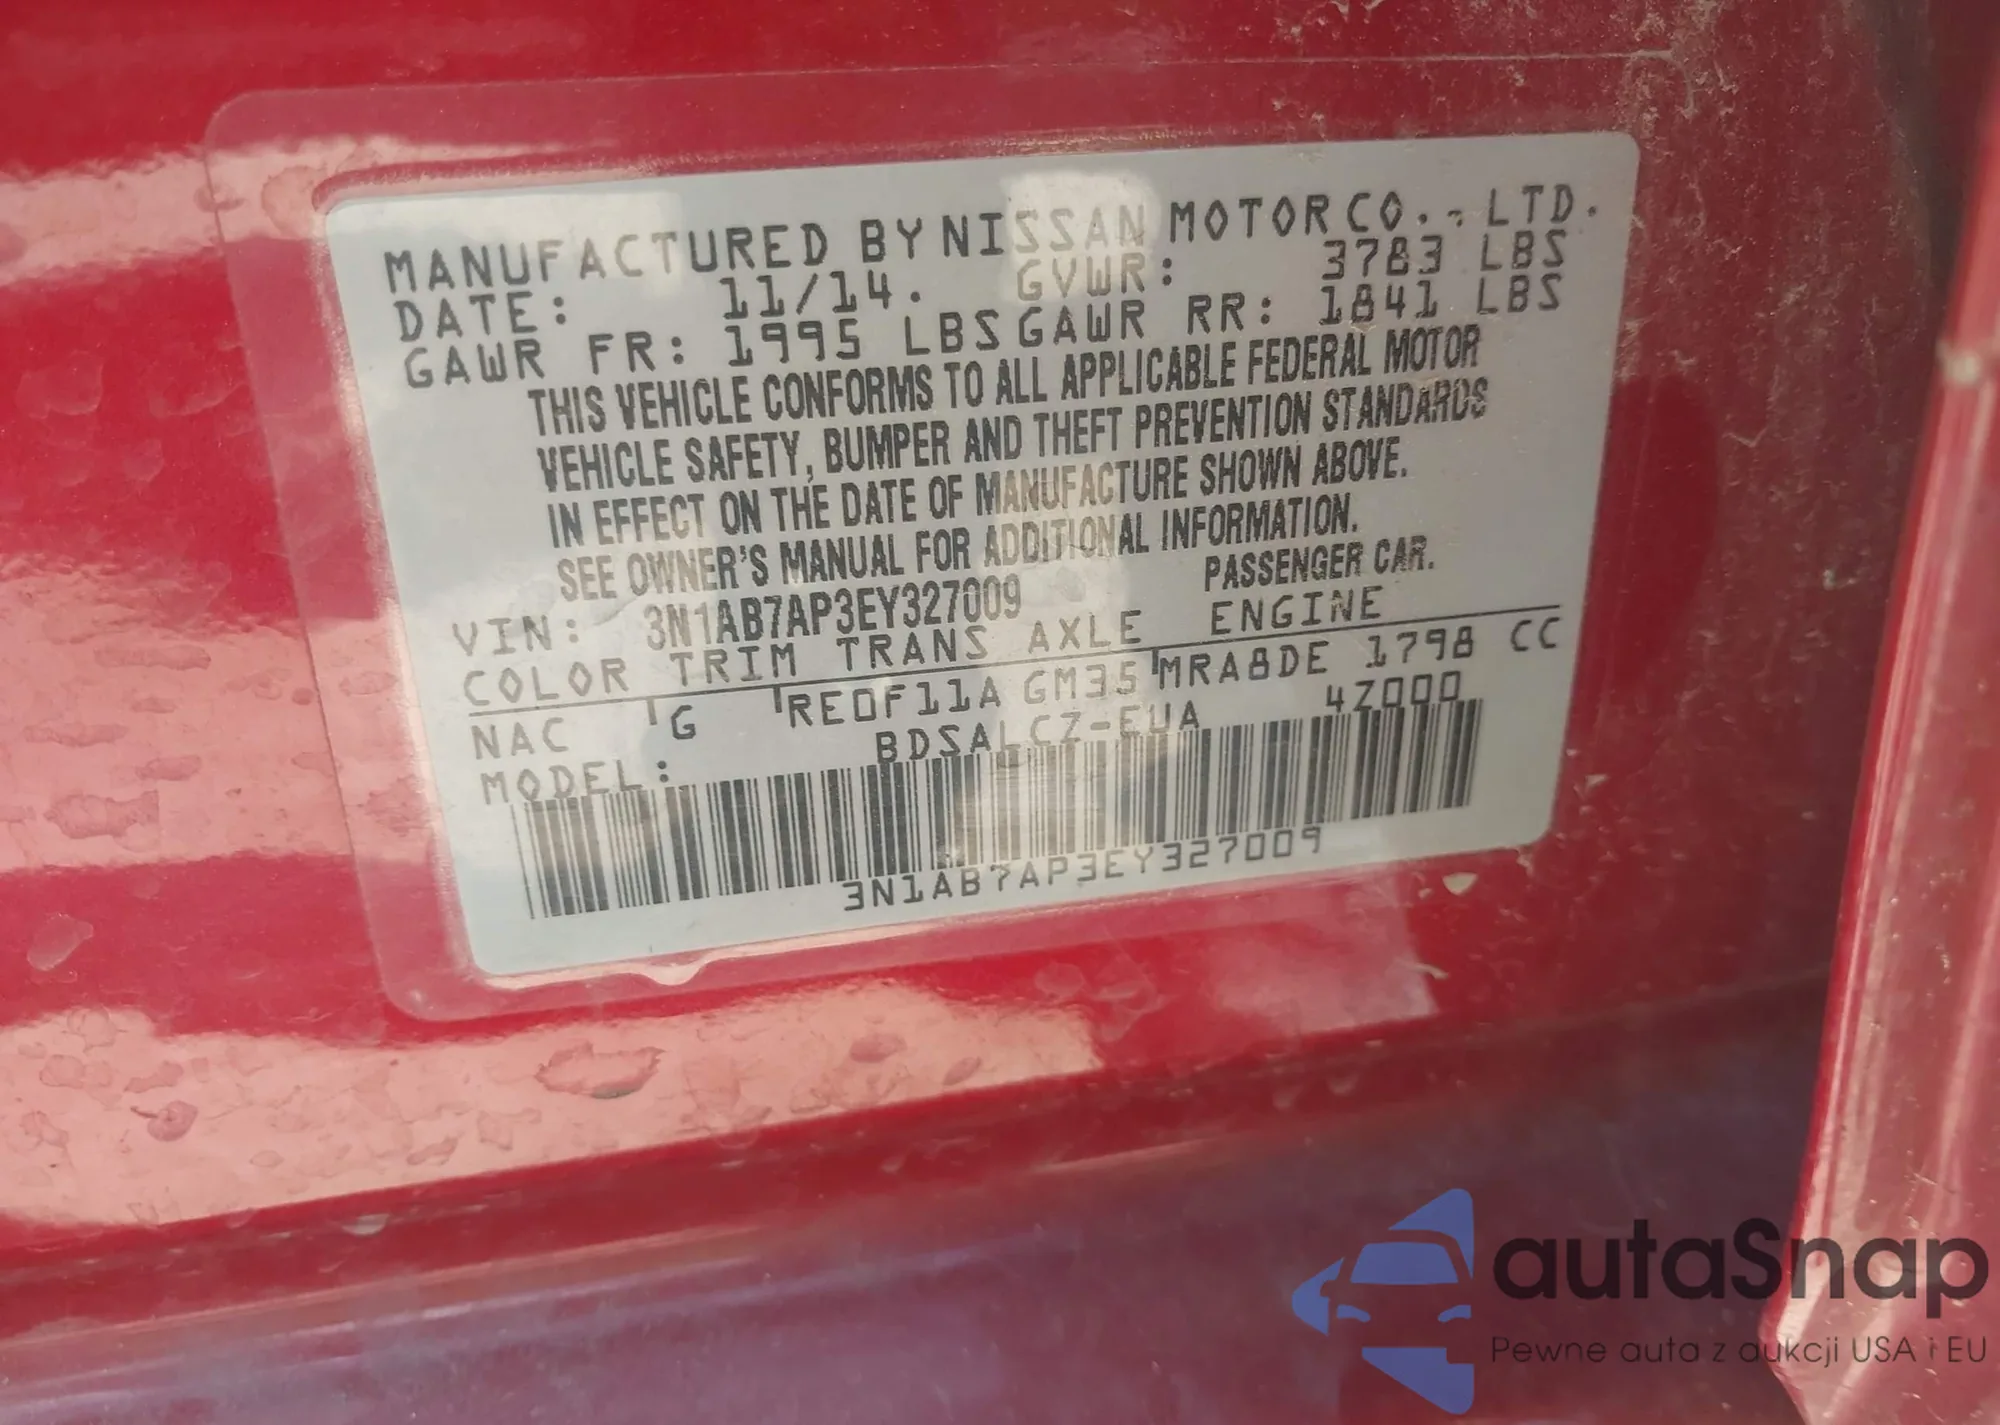 MANUFACTURED BY NISSAN MOTOR CO., LTD.
DATE: 11/14. GVWR: 3783 LBS
GAWR FR: 1995 LBS GAWR RR: 1841 LBS
THIS VEHICLE CONFORMS TO ALL APPLICABLE FEDERAL MOTOR
VEHICLE SAFETY, BUMPER AND THEFT PREVENTION STANDARDS
IN EFFECT ON THE DATE OF MANUFACTURE SHOWN ABOVE.
SEE OWNER'S MANUAL FOR ADDITIONAL INFORMATION.
VIN: 3N1AB7AP3EY327009 PASSENGER CAR.
COLOR TRIM TRANS AXLE ENGINE
NAC G RE0F11A GM35 MRA8DE 1798 CC
MODEL: BDSALCZ-EUA 4Z000
3N1AB7AP3EY327009
autaSnap
Pewne auta z aukcji USA i EU